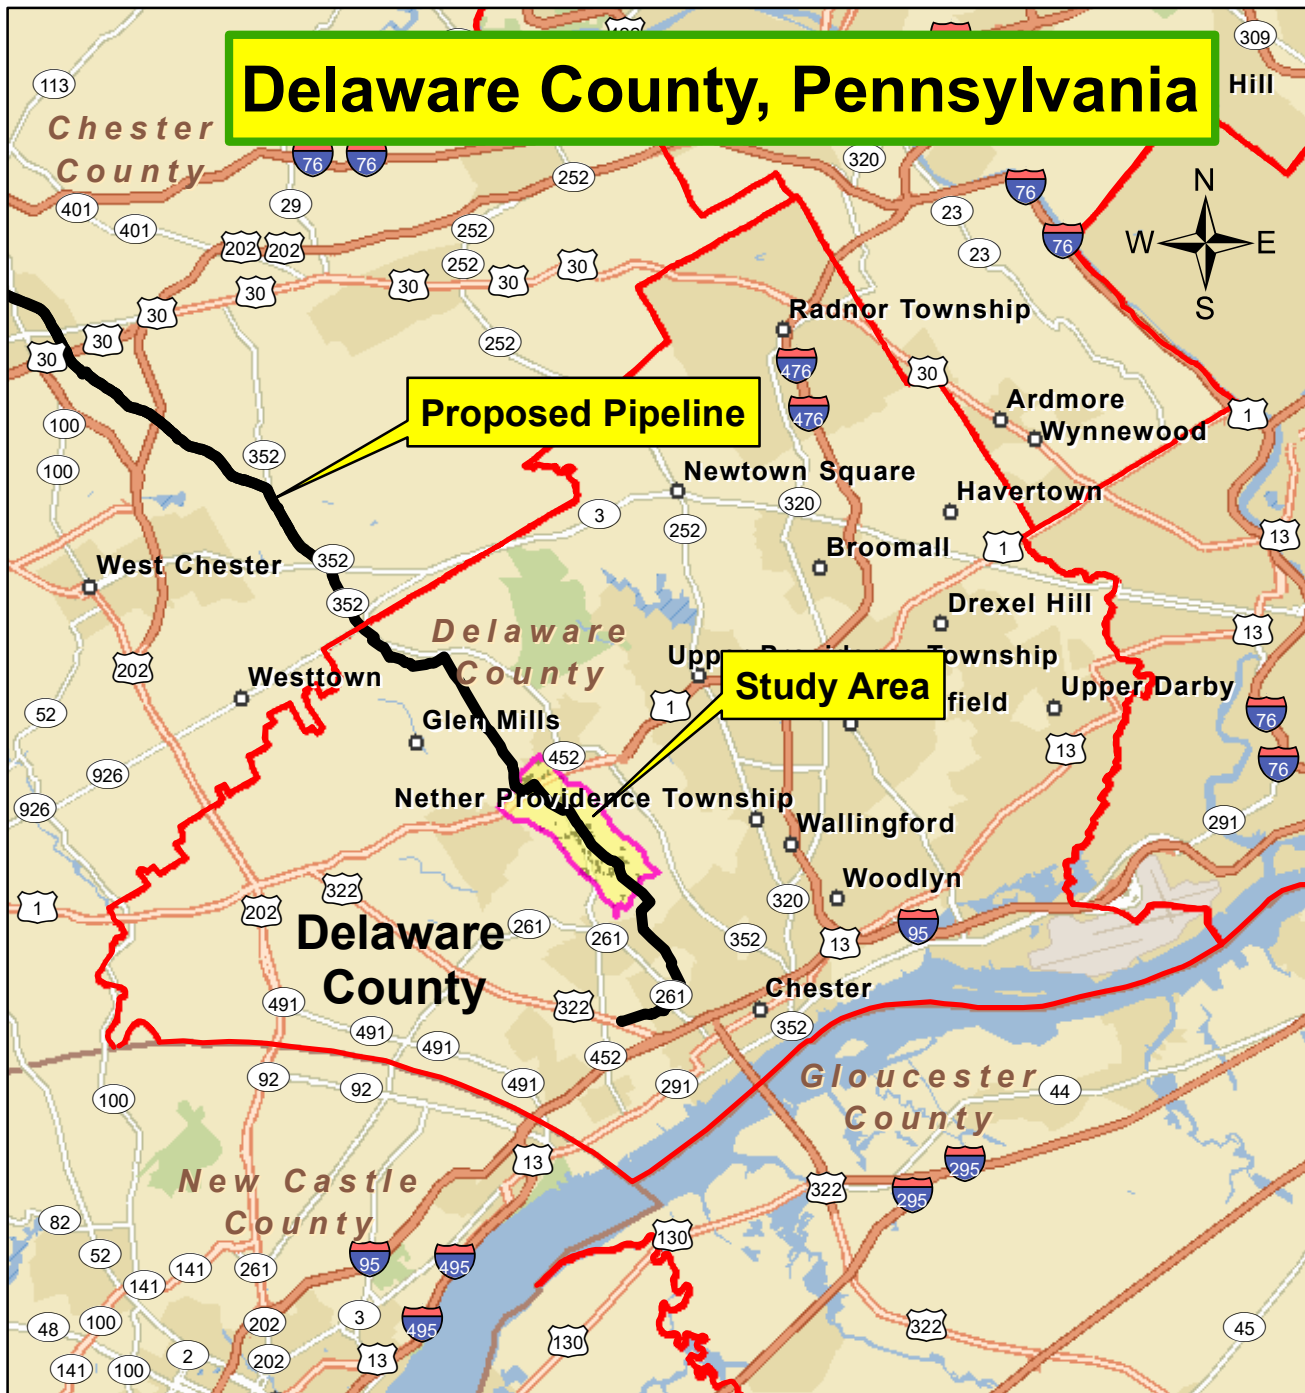 309
Hill
Delaware County, Pennsylvania
113
Chester
County
76
76
320
252
76
N
W
E
S
401
401
29
23
23
76
252
202
202
252
30
30
30
30
30
30
30
252
Radnor Township
476
30
476
Proposed Pipeline
Ardmore
Wynnewood
1
100
100
352
Newtown Square
320
Havertown
3
252
1
13
352
West Chester
Broomall
352
Drexel Hill
13
Delaware
County
202
Upp
Township
Study Area
Westtown
1
field
Upper Darby
52
Glen Mills
76
13
452
76
926
926
Nether Providence Township
Wallingford
291
322
Woodlyn
1
202
320
95
Delaware
County
261
261
352
13
491
322
261
Chester
352
491
491
452
92
92
491
291
Gloucester
County
44
100
13
New Castle
County
295
322
295
82
52
130
95
495
141
141
261
100
202
3
495
48
2
202
13
130
322
45
141
100